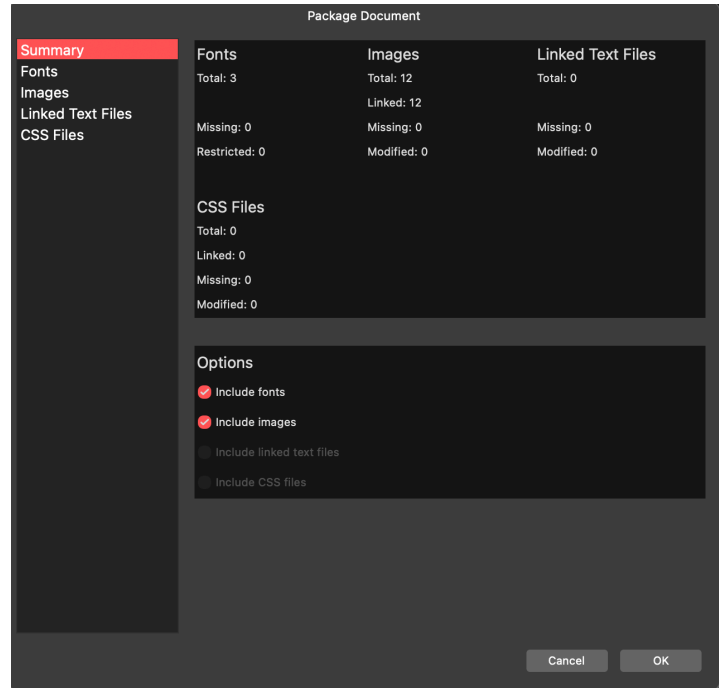 Package Document
Summary
Fonts
Images
Linked Text Files
CSS Files
Fonts
Total: 3
Missing: 0
Restricted: 0
Images
Total: 12
Linked: 12
Missing: 0
Modified: 0
Linked Text Files
Total: 0
Missing: 0
Modified: 0
CSS Files
Total: 0
Linked: 0
Missing: 0
Modified: 0
Options
Include fonts
Include images
Include linked text files
Include CSS files
Cancel
OK